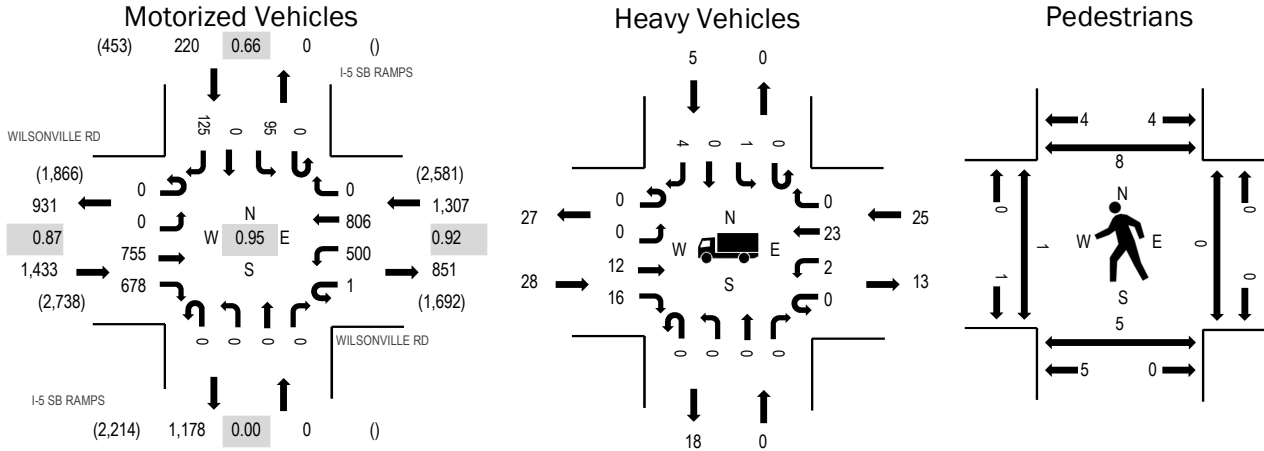 Motorized Vehicles
(453) 220 0.66 0 ()
I-5 SB RAMPS
125 0 95 0
WILSONVILLE RD
(1,866) 0 0 (2,581)
931 0 N 806 1,307
0.87 W 0.95 E 0.92
1,433 755 S 500 851
(2,738) 678 1 (1,692)
0 0 0 0
WILSONVILLE RD
I-5 SB RAMPS
(2,214) 1,178 0.00 0 ()
Heavy Vehicles
5 0
4 0 1 0
0 0
27 0 N 23 25
W E
28 12 S 2 13
16 0
0 0 0 0
18 0
Pedestrians
4 4
8
0 N 0
W 1 E 0
1 S 0
5
5 0